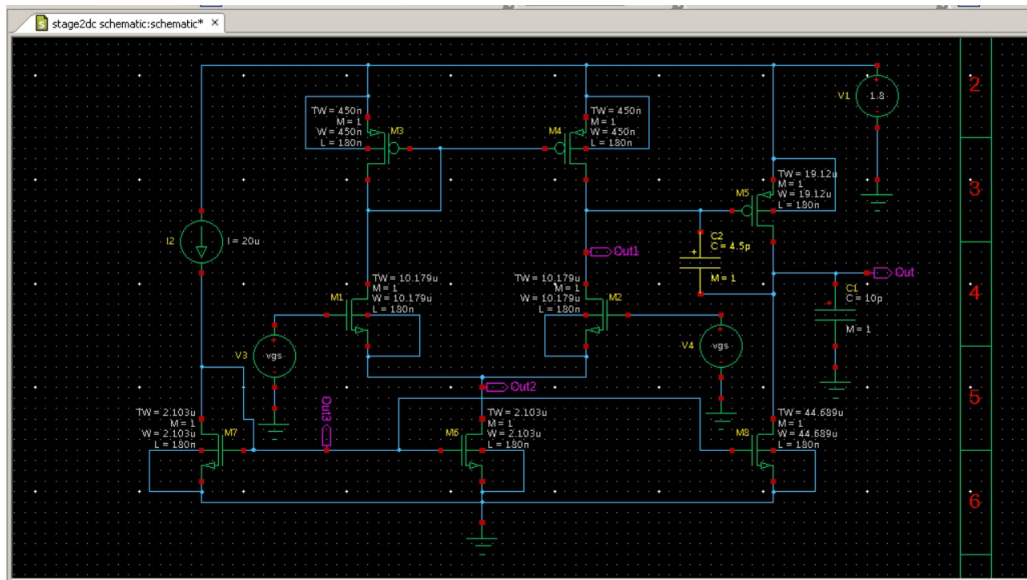 stage2dc schematic:schematic* ×
2
V1
1.8
TW = 450n
M = 1
W = 450n
L = 180n
M3
M4
TW = 450n
M = 1
W = 450n
L = 180n
3
M5
TW = 19.12u
M = 1
W = 19.12u
L = 180n
I2
I = 20u
C2
C = 4.5p
M = 1
Out1
Out
4
TW = 10.179u
M = 1
W = 10.179u
L = 180n
M1
TW = 10.179u
M = 1
W = 10.179u
L = 180n
M2
C1
C = 10p
M = 1
V3
vgs
V4
vgs
Out2
5
Out3
TW = 2.103u
M = 1
W = 2.103u
L = 180n
M7
TW = 2.103u
M = 1
W = 2.103u
L = 180n
M6
TW = 44.689u
M = 1
W = 44.689u
L = 180n
M8
6